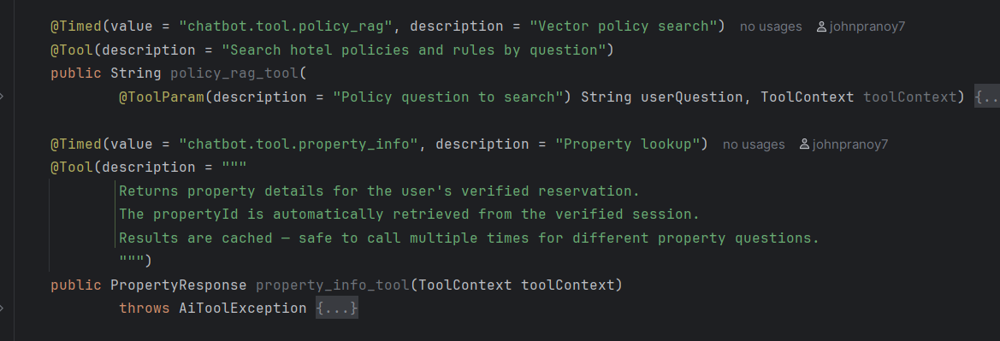 @Timed(value = "chatbot.tool.policy_rag", description = "Vector policy search") no usages johnpranoy7
@Tool(description = "Search hotel policies and rules by question")
public String policy_rag_tool(
@ToolParam(description = "Policy question to search") String userQuestion, ToolContext toolContext) {..
@Timed(value = "chatbot.tool.property_info", description = "Property lookup") no usages johnpranoy7
@Tool(description = """
Returns property details for the user's verified reservation.
The propertyId is automatically retrieved from the verified session.
Results are cached — safe to call multiple times for different property questions.
""")
public PropertyResponse property_info_tool(ToolContext toolContext)
throws AiToolException {...}